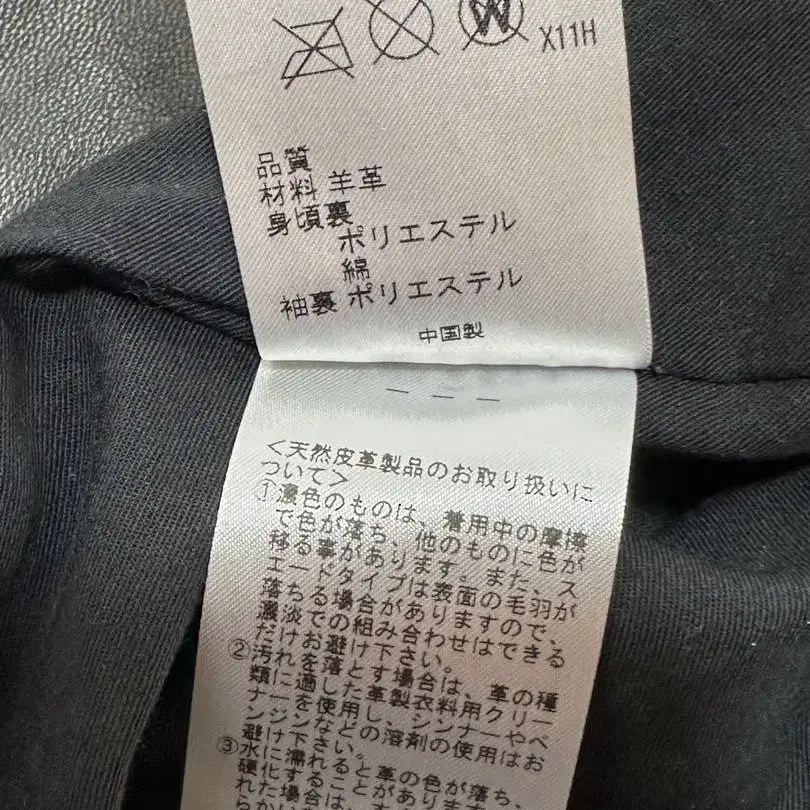 W
X11H
品質
材料 羊革
身頃裏
ポリエステル
綿
袖裏 ポリエステル
中国製
＜天然皮革製品のお取り扱いに
ついて＞
①濃色のものは、着用中の摩擦
で色が落ち、他のものに色が
移る事があります。また、ス
エードタイプは表面の毛羽が
落ちる場合がありますので、
濃淡での組み合わせはできる
だけお避け下さい。
②汚れを落とす場合は、革の種
類に適した革製衣料用クリー
ナーを使用し、シンナーやベ
ンジンなどの溶剤の使用はお
避け下さい。
③水に濡れると、革の色が落ち、
硬化することがあります。
れた場合は、